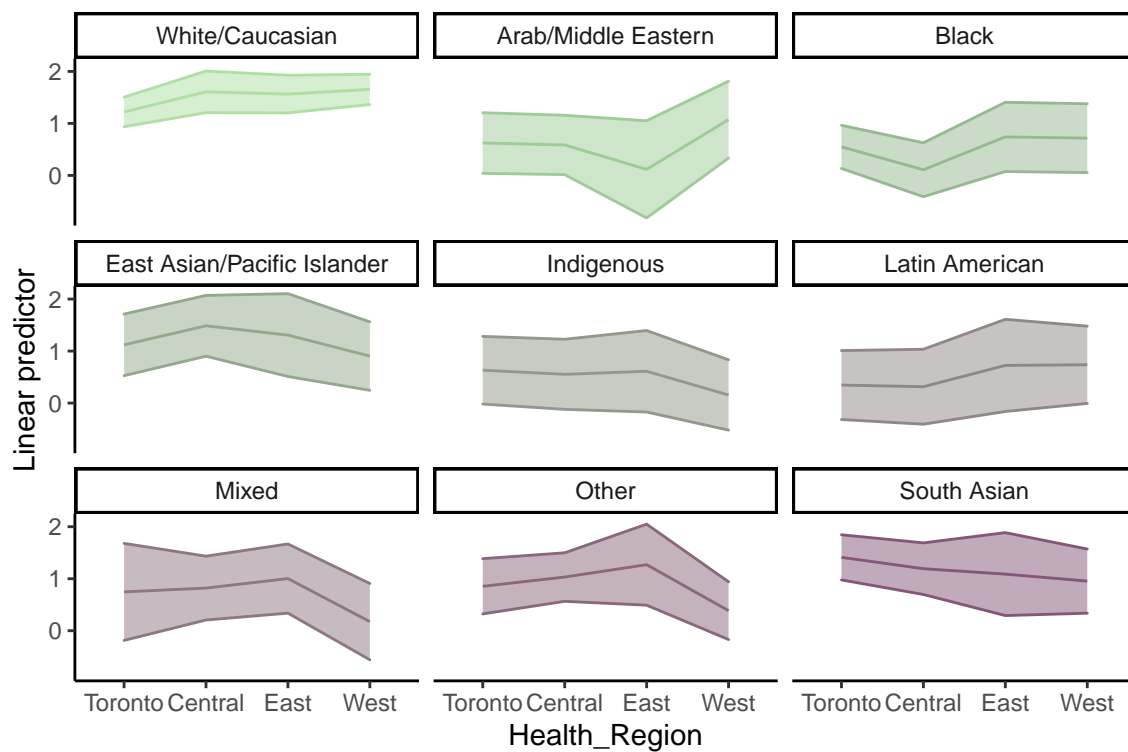 White/Caucasian
Arab/Middle Eastern
Black
2
1
0
East Asian/Pacific Islander
Indigenous
Latin American
2
1
0
Mixed
Other
South Asian
2
1
0
Linear predictor
Toronto Central East West
Toronto Central East West
Toronto Central East West
Health_Region